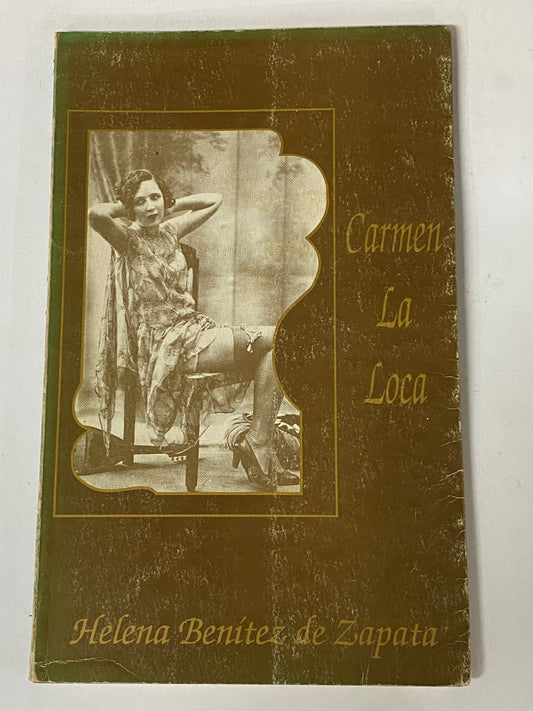 Carmen
La
Loca
Helena Benítez de Zapata